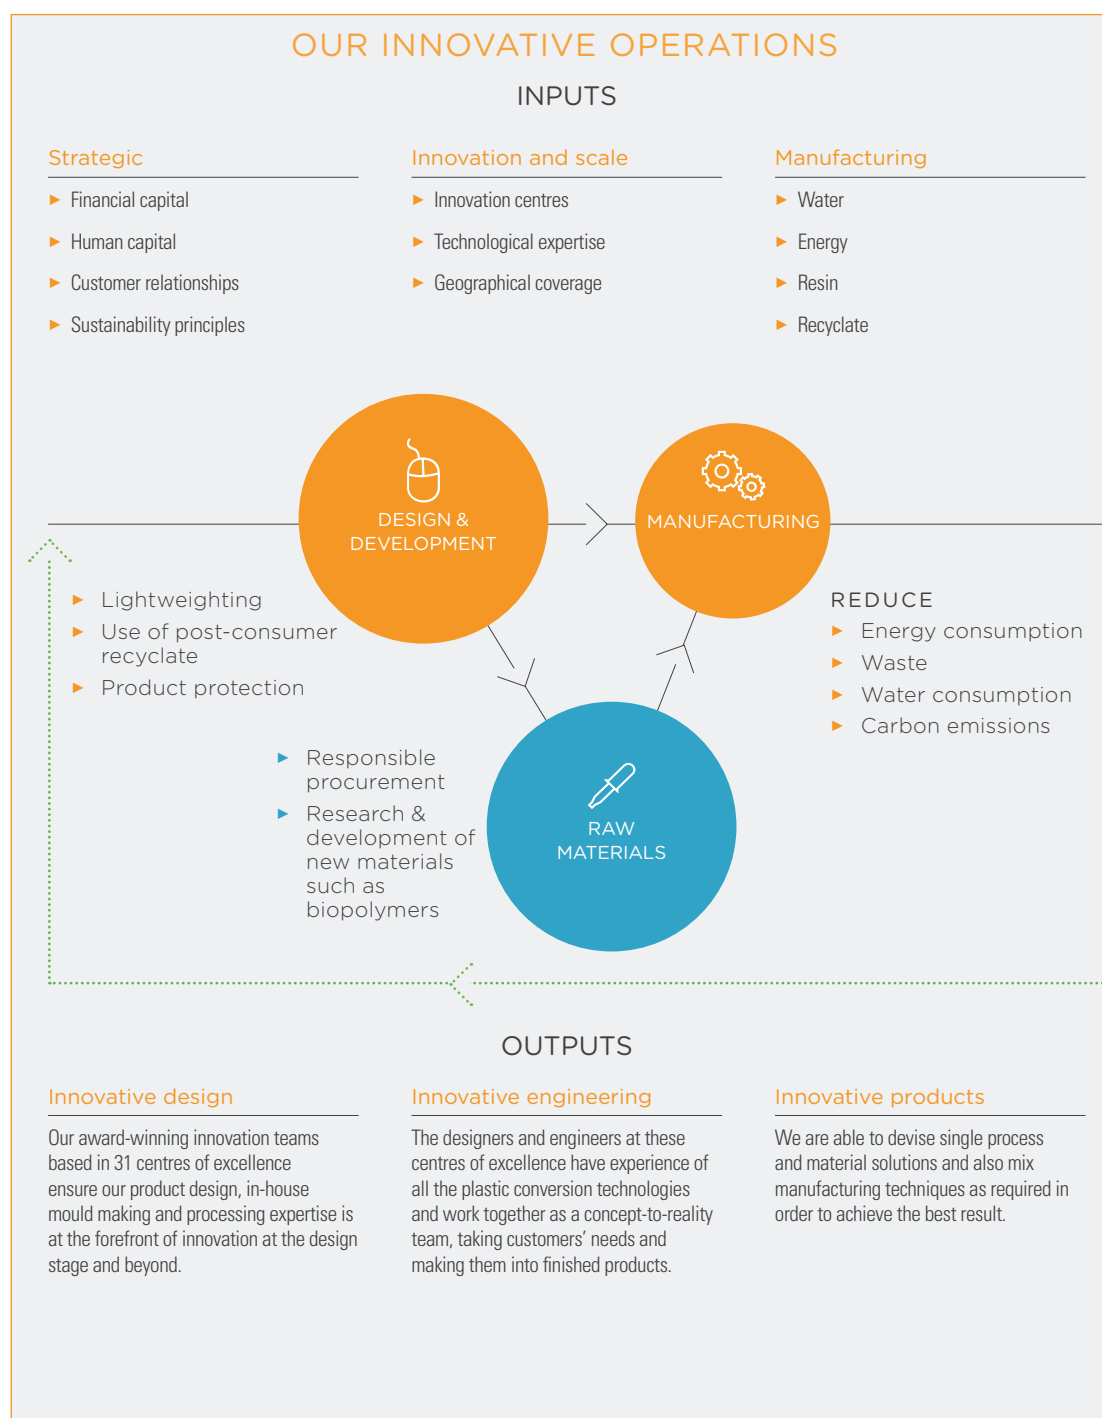 OUR INNOVATIVE OPERATIONS
INPUTS
Strategic
Financial capital
Human capital
Customer relationships
Sustainability principles
Innovation and scale
Innovation centres
Technological expertise
Geographical coverage
Manufacturing
Water
Energy
Resin
Recyclate
DESIGN &
DEVELOPMENT
MANUFACTURING
Lightweighting
Use of post-consumer
recyclate
Product protection
REDUCE
Energy consumption
Waste
Water consumption
Carbon emissions
Responsible
procurement
Research &
development of
new materials
such as
biopolymers
RAW
MATERIALS
OUTPUTS
Innovative design
Our award-winning innovation teams
based in 31 centres of excellence
ensure our product design, in-house
mould making and processing expertise is
at the forefront of innovation at the design
stage and beyond.
Innovative engineering
The designers and engineers at these
centres of excellence have experience of
all the plastic conversion technologies
and work together as a concept-to-reality
team, taking customers’ needs and
making them into finished products.
Innovative products
We are able to devise single process
and material solutions and also mix
manufacturing techniques as required in
order to achieve the best result.